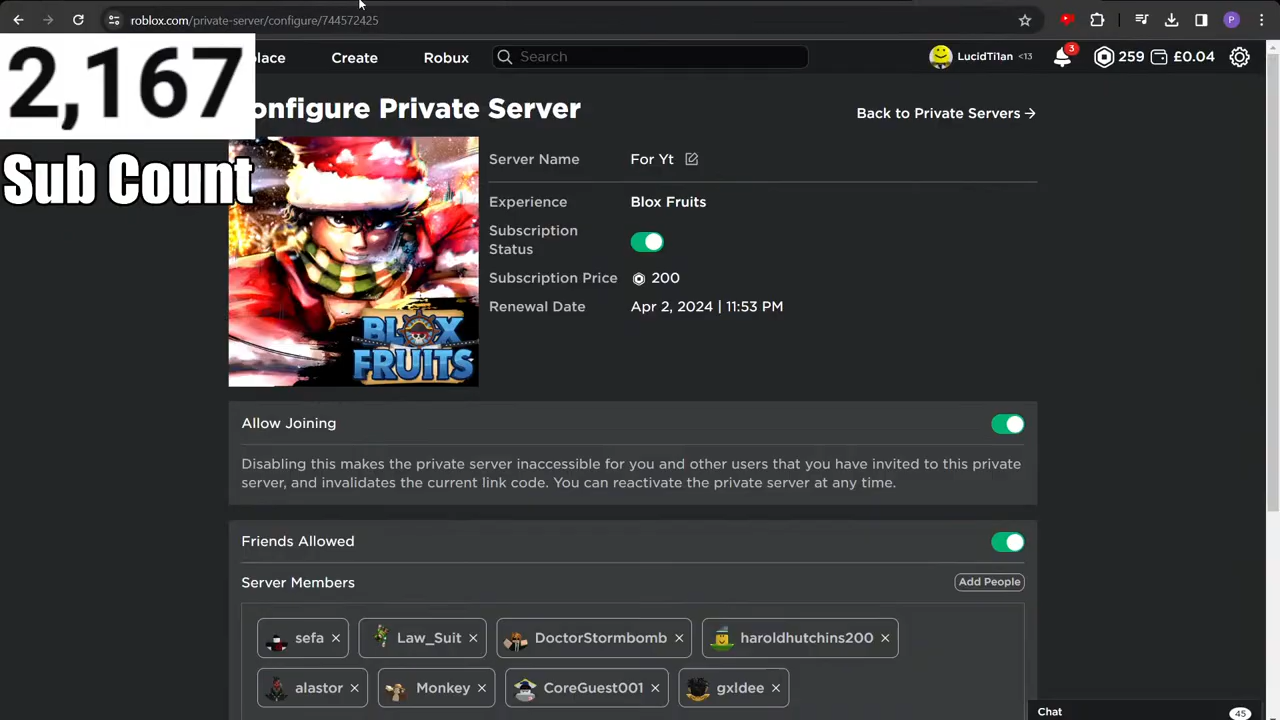 roblox.com/private-server/configure/744572425
2,167
Sub Count
place Create Robux Search LucidTilan <13 3 259 £0.04
onfigure Private Server
Back to Private Servers →
Server Name For Yt
Experience Blox Fruits
Subscription
Status
Subscription Price 200
Renewal Date Apr 2, 2024 | 11:53 PM
BLOX
FRUITS
Allow Joining
Disabling this makes the private server inaccessible for you and other users that you have invited to this private
server, and invalidates the current link code. You can reactivate the private server at any time.
Friends Allowed
Server Members Add People
sefa × Law_Suit × DoctorStormbomb × haroldhutchins200 ×
alastor × Monkey × CoreGuest001 × gxldee ×
Chat 45
P